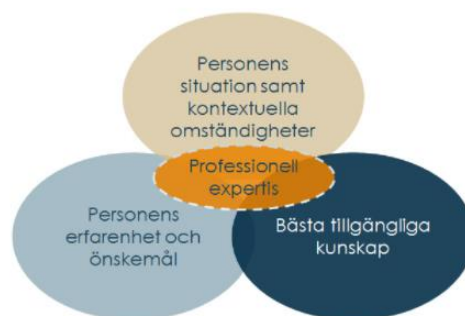 Personens
situation samt
kontextuella
omständigheter
Professionell
expertis
Personens
erfarenhet och
önskemål
Bästa tillgängliga
kunskap